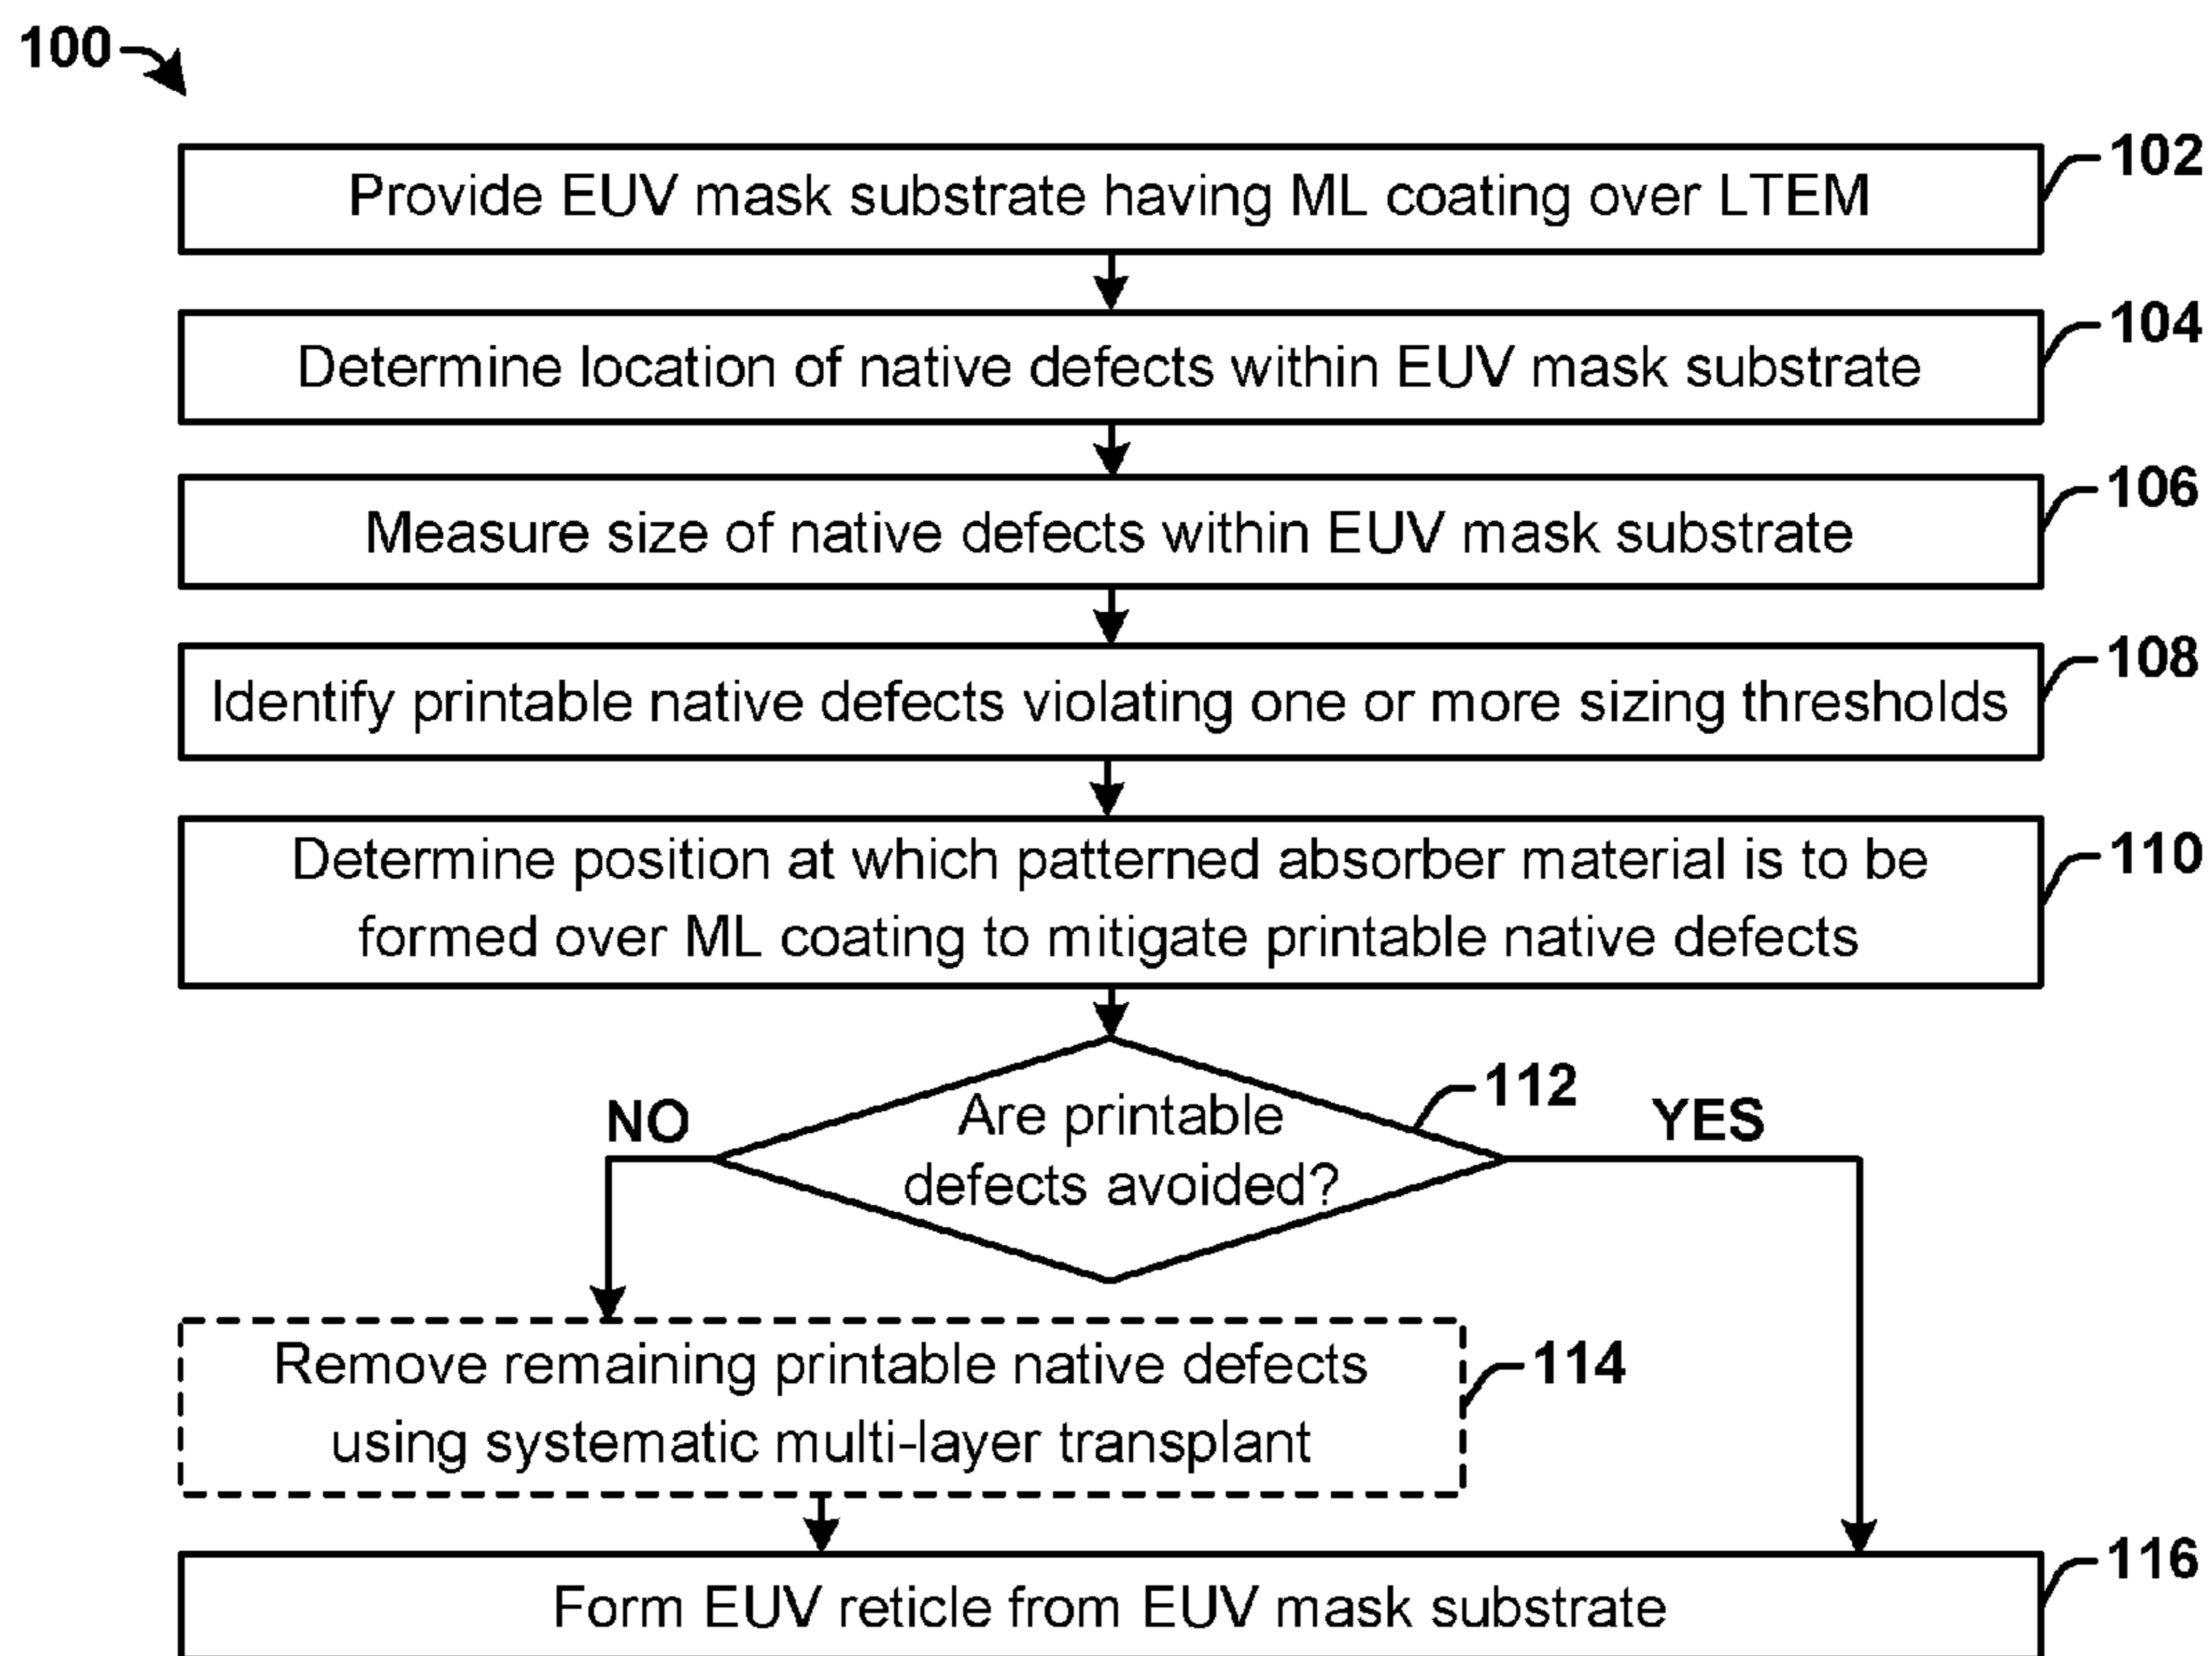 100
102
Provide EUV mask substrate having ML coating over LTEM
104
Determine location of native defects within EUV mask substrate
106
Measure size of native defects within EUV mask substrate
108
Identify printable native defects violating one or more sizing thresholds
110
Determine position at which patterned absorber material is to be
formed over ML coating to mitigate printable native defects
112
Are printable
defects avoided?
NO
YES
Remove remaining printable native defects
using systematic multi-layer transplant
114
116
Form EUV reticle from EUV mask substrate